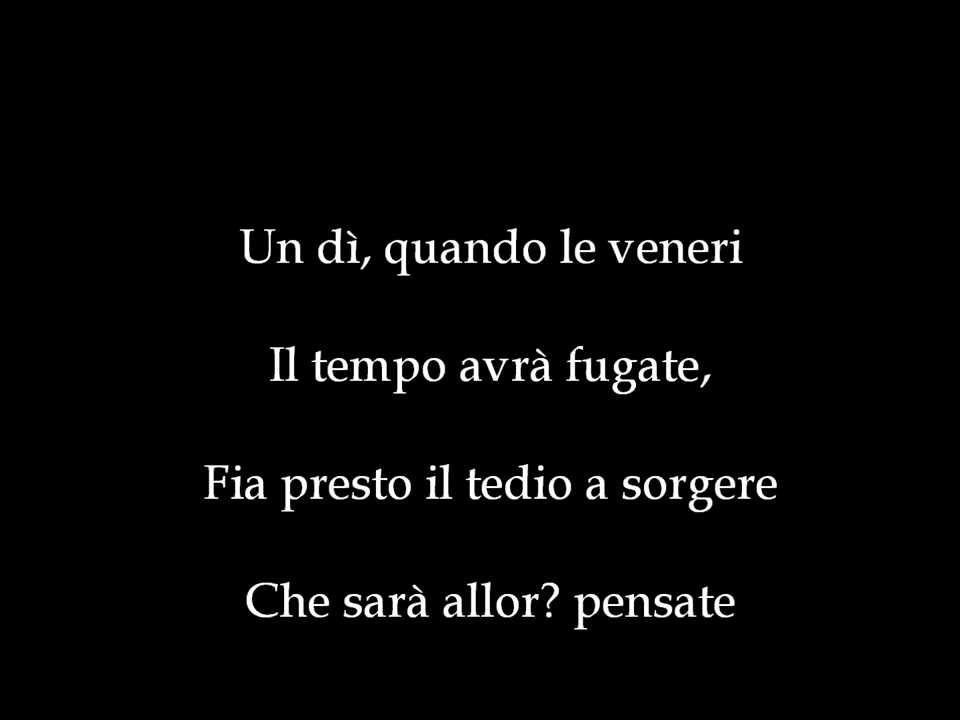 Un dì, quando le veneri
Il tempo avrà fugate,
Fia presto il tedio a sorgere
Che sarà allor? pensate